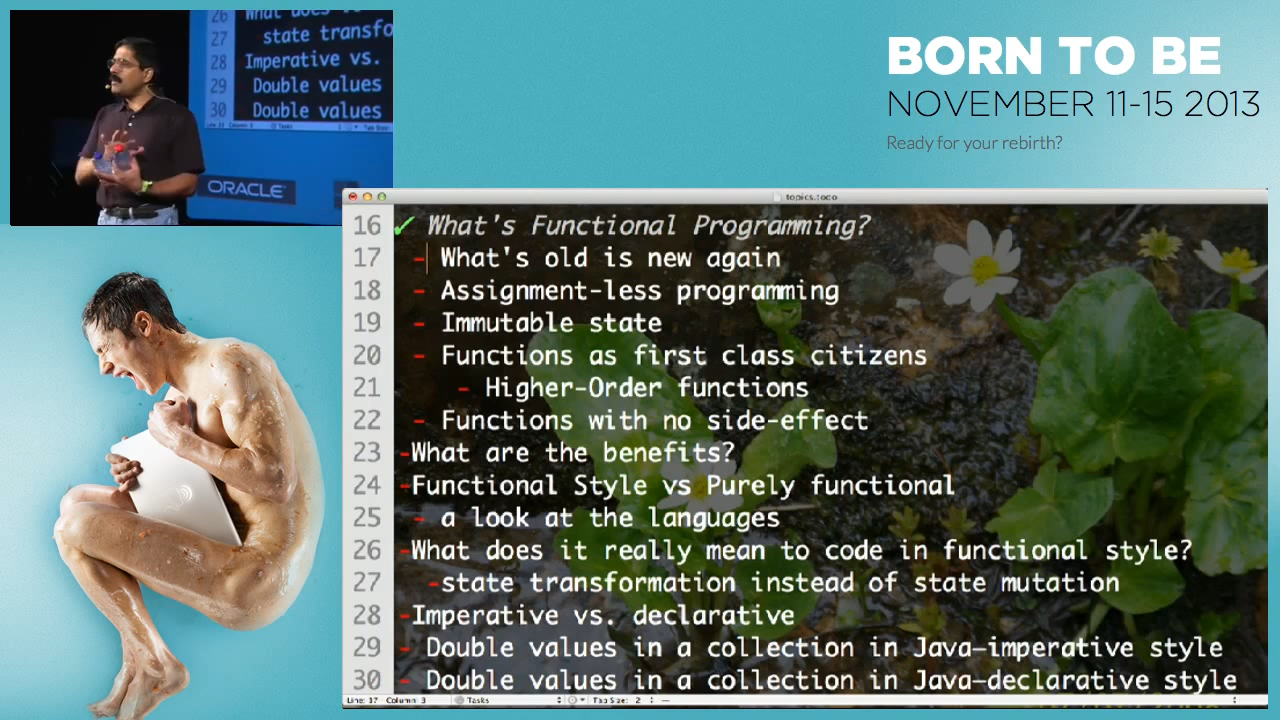 26 What does
27 state transfo
28 Imperative vs.
29 Double values
30 Double values
ORACLE
BORN TO BE
NOVEMBER 11-15 2013
Ready for your rebirth?
topics.todo
16 ✓ What's Functional Programming?
17 - What's old is new again
18 - Assignment-less programming
19 - Immutable state
20 - Functions as first class citizens
21 - Higher-Order functions
22 - Functions with no side-effect
23 -What are the benefits?
24 -Functional Style vs Purely functional
25 - a look at the languages
26 -What does it really mean to code in functional style?
27 -state transformation instead of state mutation
28 -Imperative vs. declarative
29 - Double values in a collection in Java-imperative style
30 - Double values in a collection in Java-declarative style
Line: 17 Column: 3 Tasks Tab Size: 2 —